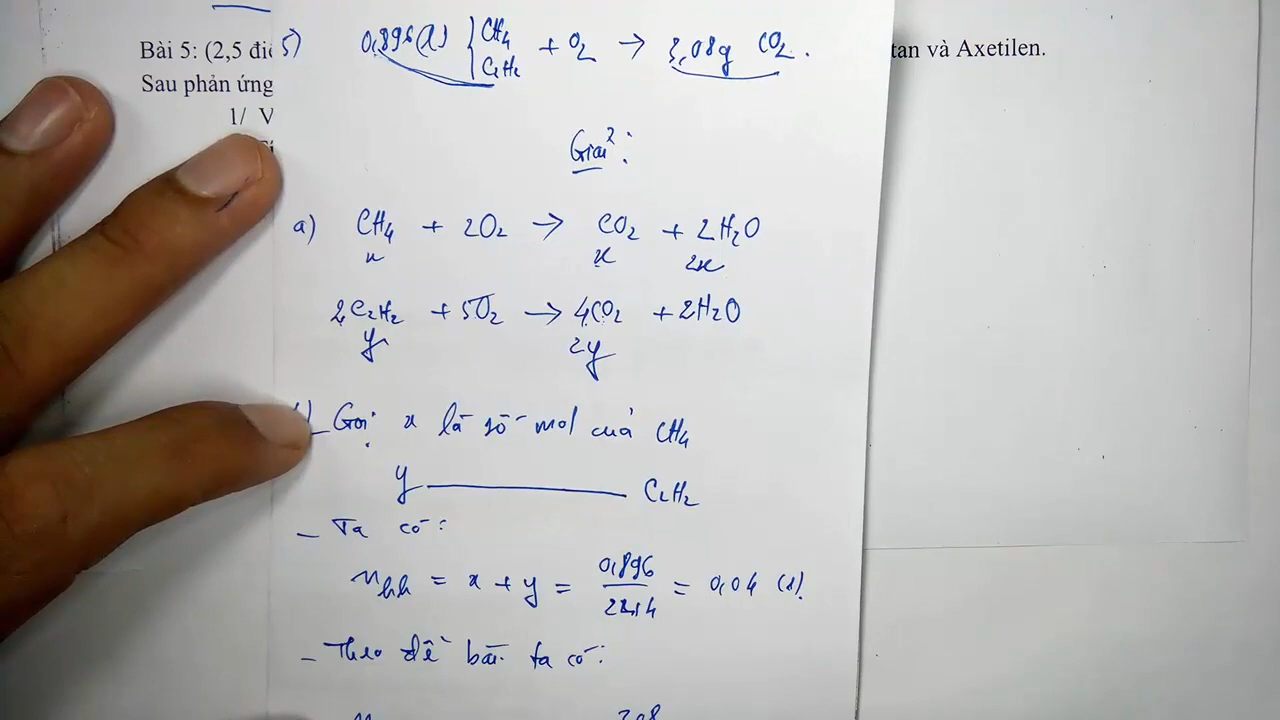 Bài 5: (2,5 điể
5) 0,896(l) { CH4 C2H2 + O2 → 3,08g CO2.
tan và Axetilen.
Sau phản ứng
1/ V
Giải:
a) CH4 + 2O2 → CO2 + 2H2O
x x 2x
2C2H2 + 5O2 → 4CO2 + 2H2O
y 2y
- Gọi x là số mol của CH4
y ——— C2H2
- Ta có:
nhh = x + y = 0,896 / 22,4 = 0,04 (1).
- Theo đề bài ta có: